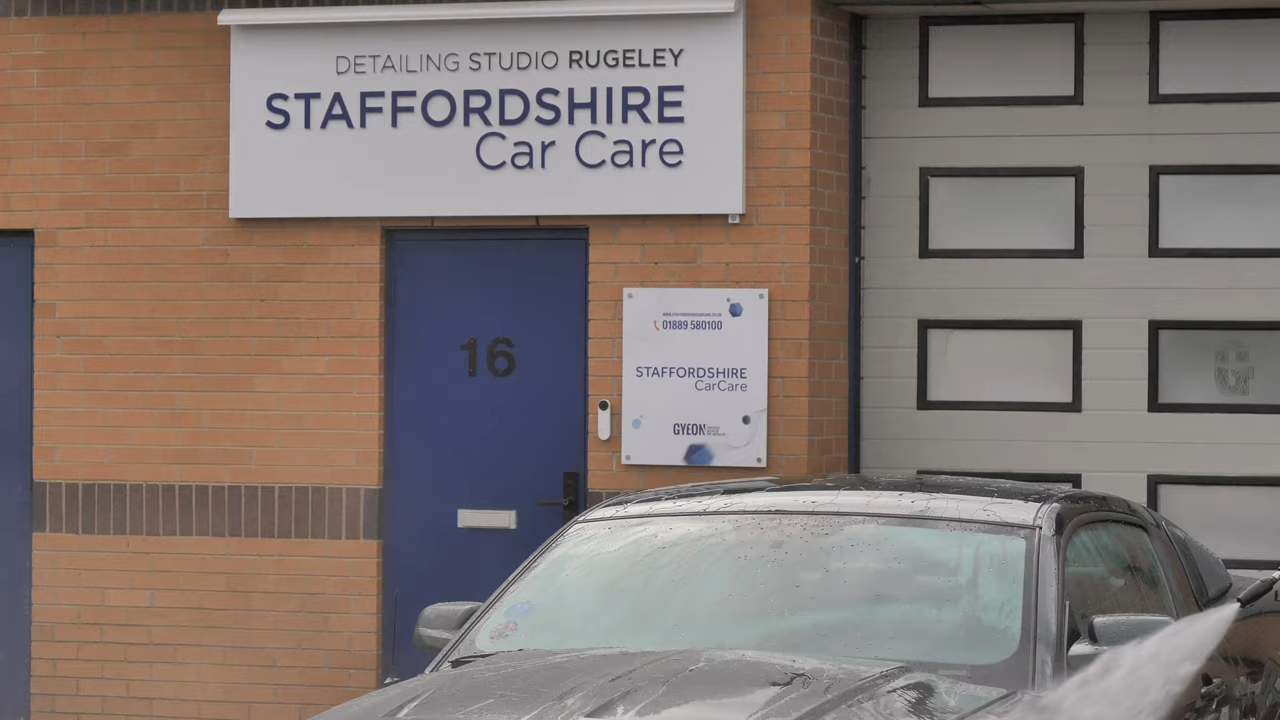 DETAILING STUDIO RUGELEY
STAFFORDSHIRE
Car Care
16
01889 580100
STAFFORDSHIRE
CarCare
GYEON